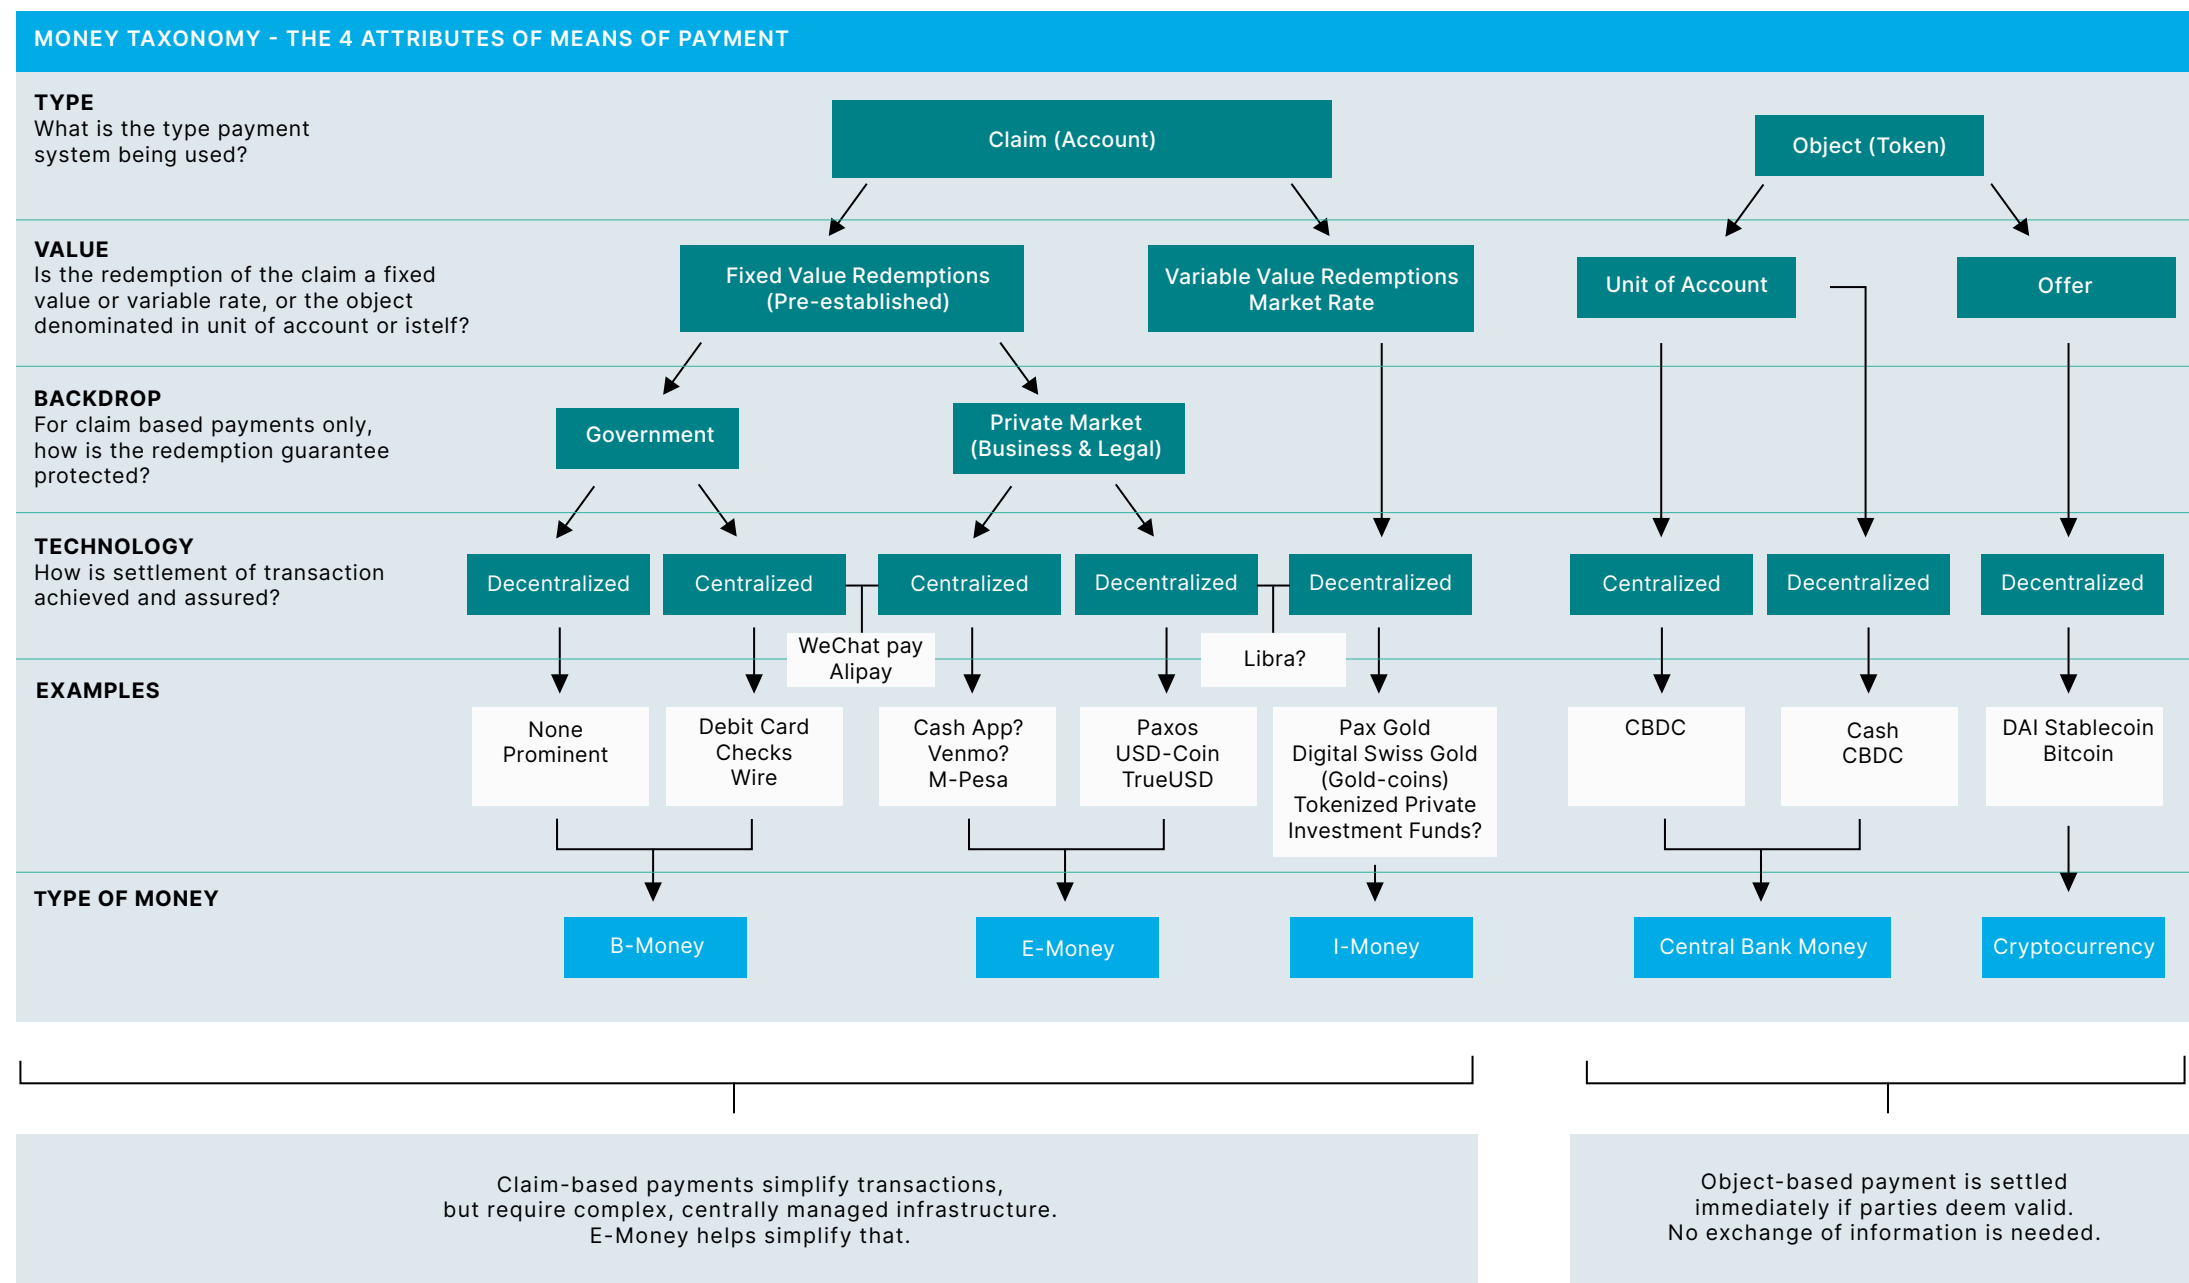 MONEY TAXONOMY - THE 4 ATTRIBUTES OF MEANS OF PAYMENT
TYPE
What is the type payment
system being used?
Claim (Account)
Object (Token)
VALUE
Is the redemption of the claim a fixed
value or variable rate, or the object
denominated in unit of account or istelf?
Fixed Value Redemptions
(Pre-established)
Variable Value Redemptions
Market Rate
Unit of Account
Offer
BACKDROP
For claim based payments only,
how is the redemption guarantee
protected?
Government
Private Market
(Business & Legal)
TECHNOLOGY
How is settlement of transaction
achieved and assured?
Decentralized
Centralized
Centralized
Decentralized
Decentralized
Centralized
Decentralized
Decentralized
WeChat pay
Alipay
Libra?
EXAMPLES
None
Prominent
Debit Card
Checks
Wire
Cash App?
Venmo?
M-Pesa
Paxos
USD-Coin
TrueUSD
Pax Gold
Digital Swiss Gold
(Gold-coins)
Tokenized Private
Investment Funds?
CBDC
Cash
CBDC
DAI Stablecoin
Bitcoin
TYPE OF MONEY
B-Money
E-Money
I-Money
Central Bank Money
Cryptocurrency
Claim-based payments simplify transactions,
but require complex, centrally managed infrastructure.
E-Money helps simplify that.
Object-based payment is settled
immediately if parties deem valid.
No exchange of information is needed.